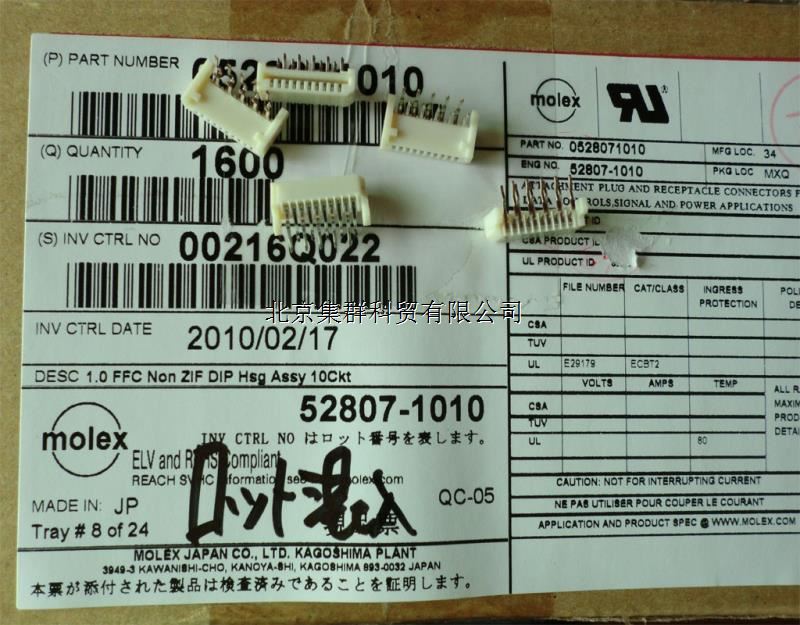 (P) PART NUMBER
052 1010
(Q) QUANTITY
1600
(S) INV CTRL NO
00216Q022
北京集群科贸有限公司
INV CTRL DATE
2010/02/17
DESC 1.0 FFC Non ZIF DIP Hsg Assy 10Ckt
52807-1010
molex
INV CTRL NO はロット番号を表します。
ELV and RoHS Compliant
REACH SVHC information molex.com
ロット混入
QC-05
MADE IN: JP
Tray # 8 of 24
MOLEX JAPAN CO., LTD. KAGOSHIMA PLANT
3949-3 KAWANISHI-CHO, KANOYA-SHI, KAGOSHIMA 893-0032 JAPAN
本票が添付された製品は検査済みであることを証明します。
molex
PART NO. 0528071010
MFG LOC. 34
ENG NO. 52807-1010
PKG LOC MXQ
ATTACHMENT PLUG AND RECEPTACLE CONNECTORS F
SIGNAL AND POWER APPLICATIONS
CSA PRODUCT ID
UL PRODUCT ID
FILE NUMBER CAT/CLASS INGRESS PROTECTION
CSA
TUV
UL E29179 ECBT2
VOLTS AMPS TEMP
CSA
TUV
UL 80
ALL
CAUTION: NOT FOR INTERRUPTING CURRENT
NE PAS UTILISER POUR COUPER LE COURANT
APPLICATION AND PRODUCT SPEC @ WWW.MOLEX.COM